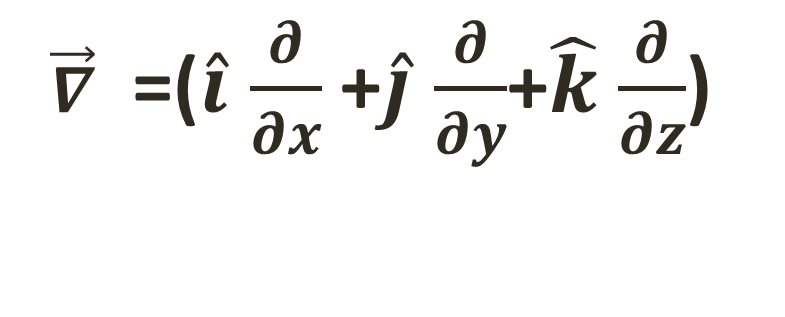 ∇⃗ =(î ∂/∂x +ĵ ∂/∂y +k̂ ∂/∂z)